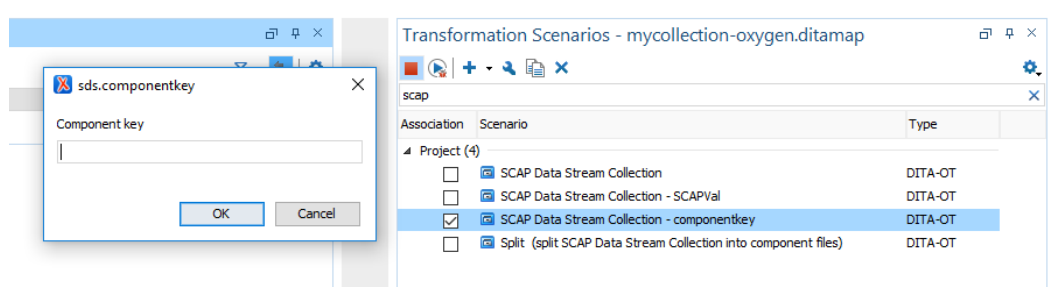 sds.componentkey
Component key
OK Cancel
Transformation Scenarios - mycollection-oxygen.ditamap
scap
Association Scenario Type
Project (4)
SCAP Data Stream Collection DITA-OT
SCAP Data Stream Collection - SCAPVal DITA-OT
SCAP Data Stream Collection - componentkey DITA-OT
Split (split SCAP Data Stream Collection into component files) DITA-OT